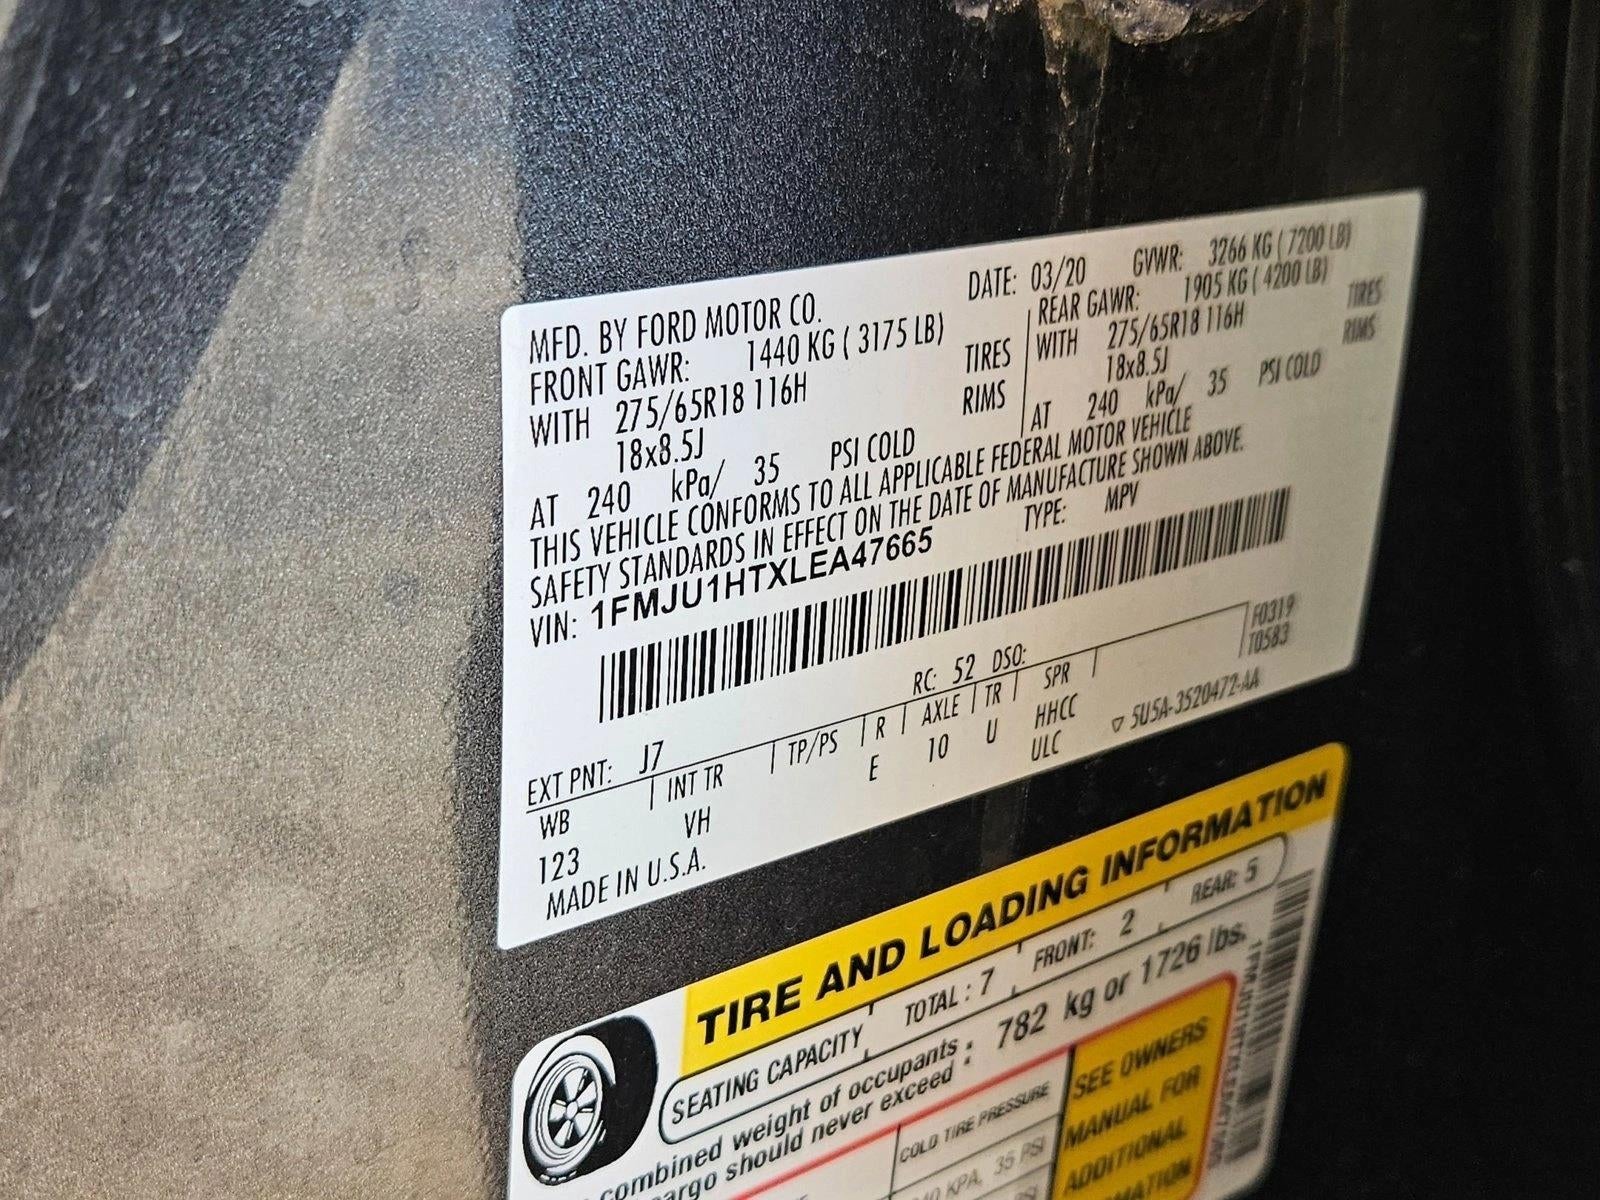 MFD. BY FORD MOTOR CO.
DATE: 03/20 GVWR: 3266 KG ( 7200 LB)
FRONT GAWR: 1440 KG ( 3175 LB)
REAR GAWR: 1905 KG ( 4200 LB)
WITH 275/65R18 116H TIRES
18x8.5J RIMS
AT 240 kPa/ 35 PSI COLD
WITH 275/65R18 116H TIRES
18x8.5J RIMS
AT 240 kPa/ 35 PSI COLD
THIS VEHICLE CONFORMS TO ALL APPLICABLE FEDERAL MOTOR VEHICLE
SAFETY STANDARDS IN EFFECT ON THE DATE OF MANUFACTURE SHOWN ABOVE.
VIN: 1FMJU1HTXLEA47665 TYPE: MPV
F0319
T0583
EXT PNT: J7 RC: 52 DSO:
WB INT TR TP/PS R AXLE TR SPR
123 VH E 10 U HHCC
ULC
MADE IN U.S.A. 5U5A-3520472-AA
TIRE AND LOADING INFORMATION
SEATING CAPACITY TOTAL : 7 FRONT: 2 REAR: 5
combined weight of occupants
cargo should never exceed : 782 kg or 1726 lbs.
COLD TIRE PRESSURE
35 PSI
SEE OWNERS
MANUAL FOR
ADDITIONAL